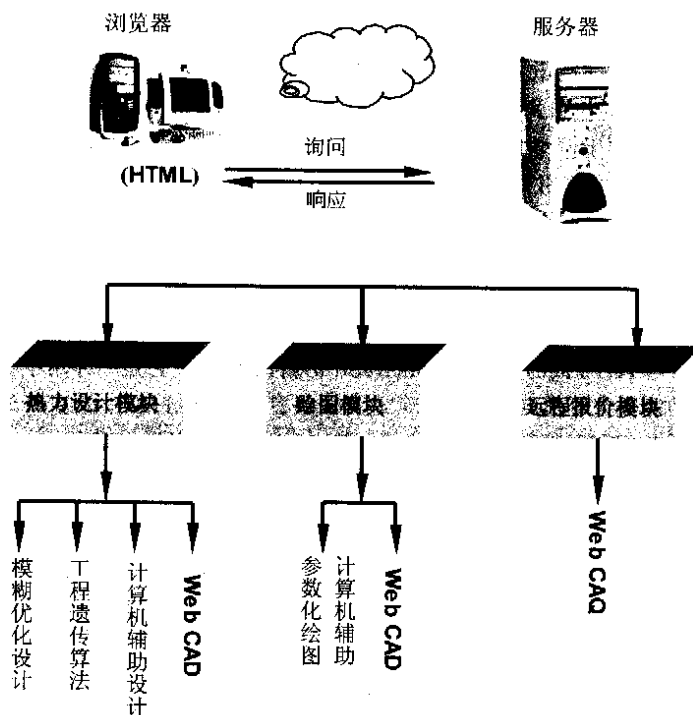 浏览器
服务器
询问
(HTML)
响应
热力设计模块
绘图模块
远程报价模块
模糊优化设计
工程遗传算法
计算机辅助设计
Web CAD
计算机辅助
参数化绘图
Web CAD
Web CAQ